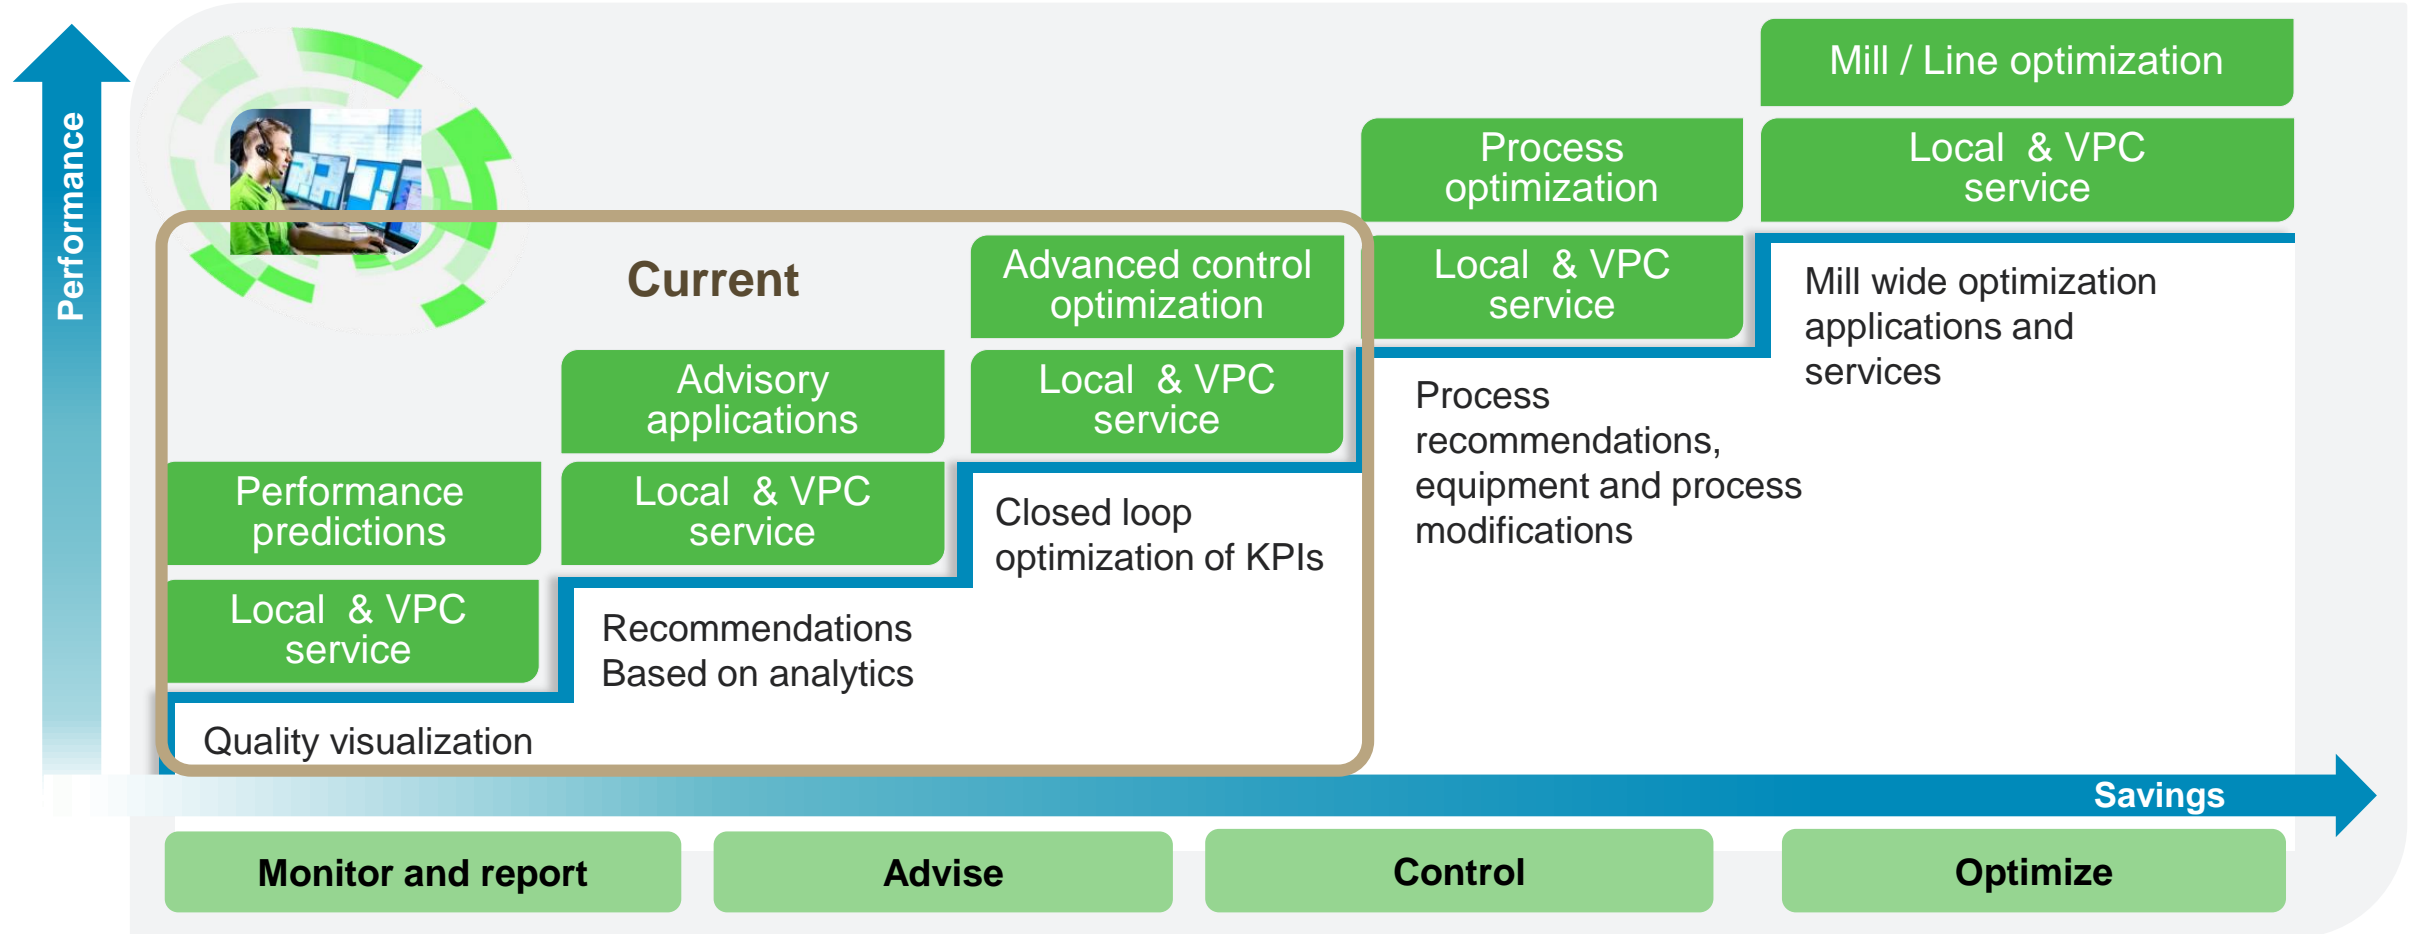 Performance
Current
Performance
predictions
Local & VPC
service
Quality visualization
Advisory
applications
Local & VPC
service
Recommendations
Based on analytics
Advanced control
optimization
Local & VPC
service
Closed loop
optimization of KPIs
Process
optimization
Local & VPC
service
Process
recommendations,
equipment and process
modifications
Mill / Line optimization
Local & VPC
service
Mill wide optimization
applications and
services
Savings
Monitor and report
Advise
Control
Optimize